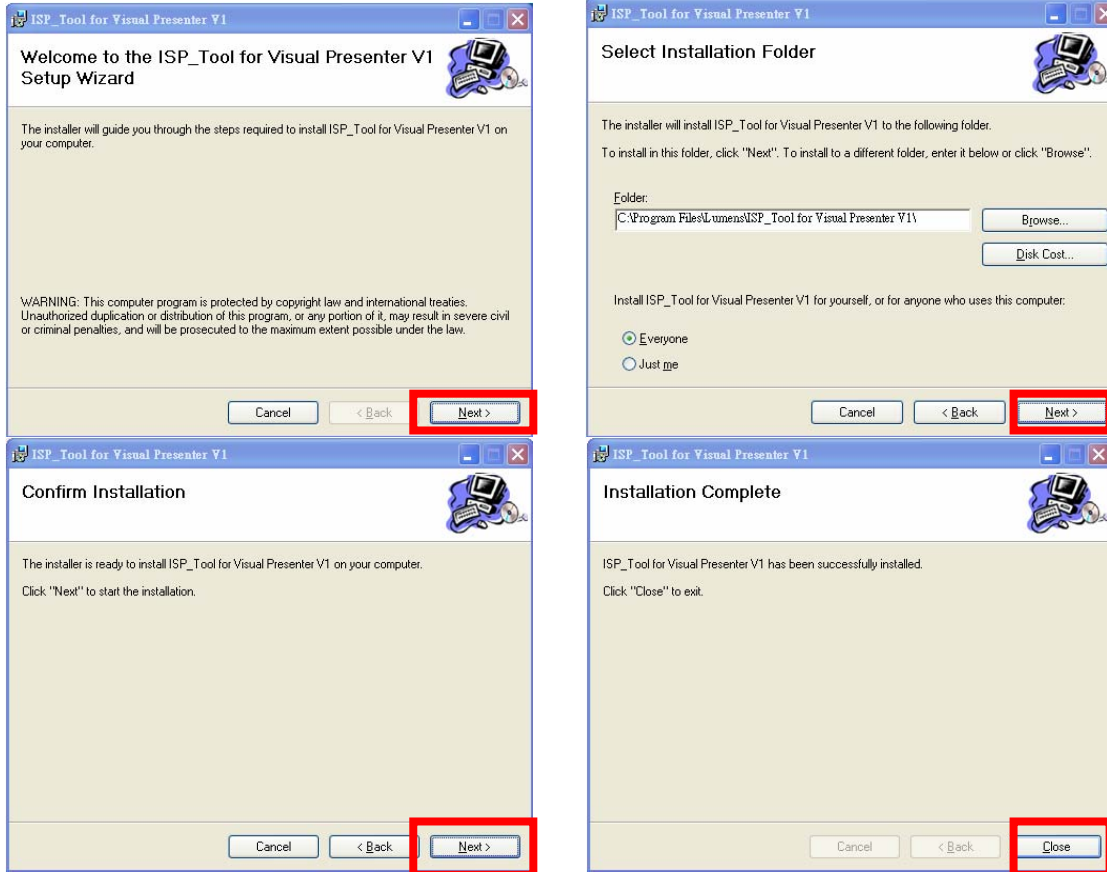 ISP_Tool for Visual Presenter V1
Welcome to the ISP_Tool for Visual Presenter V1
Setup Wizard
The installer will guide you through the steps required to install ISP_Tool for Visual Presenter V1 on
your computer.
WARNING: This computer program is protected by copyright law and international treaties.
Unauthorized duplication or distribution of this program, or any portion of it, may result in severe civil
or criminal penalties, and will be prosecuted to the maximum extent possible under the law.
Cancel < Back Next >
ISP_Tool for Visual Presenter V1
Select Installation Folder
The installer will install ISP_Tool for Visual Presenter V1 to the following folder.
To install in this folder, click "Next". To install to a different folder, enter it below or click "Browse".
Folder:
C:\Program Files\Lumens\ISP_Tool for Visual Presenter V1\ Browse...
Disk Cost...
Install ISP_Tool for Visual Presenter V1 for yourself, or for anyone who uses this computer:
Everyone
Just me
Cancel < Back Next >
ISP_Tool for Visual Presenter V1
Confirm Installation
The installer is ready to install ISP_Tool for Visual Presenter V1 on your computer.
Click "Next" to start the installation.
Cancel < Back Next >
ISP_Tool for Visual Presenter V1
Installation Complete
ISP_Tool for Visual Presenter V1 has been successfully installed.
Click "Close" to exit.
Cancel < Back Close